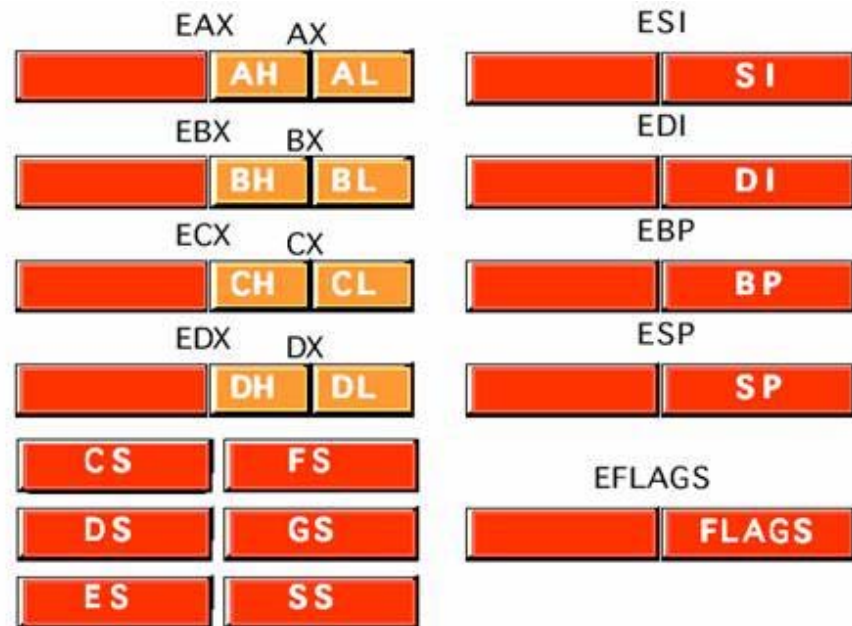 EAX AX
AH AL
EBX BX
BH BL
ECX CX
CH CL
EDX DX
DH DL
CS FS
DS GS
ES SS
ESI
SI
EDI
DI
EBP
BP
ESP
SP
EFLAGS
FLAGS